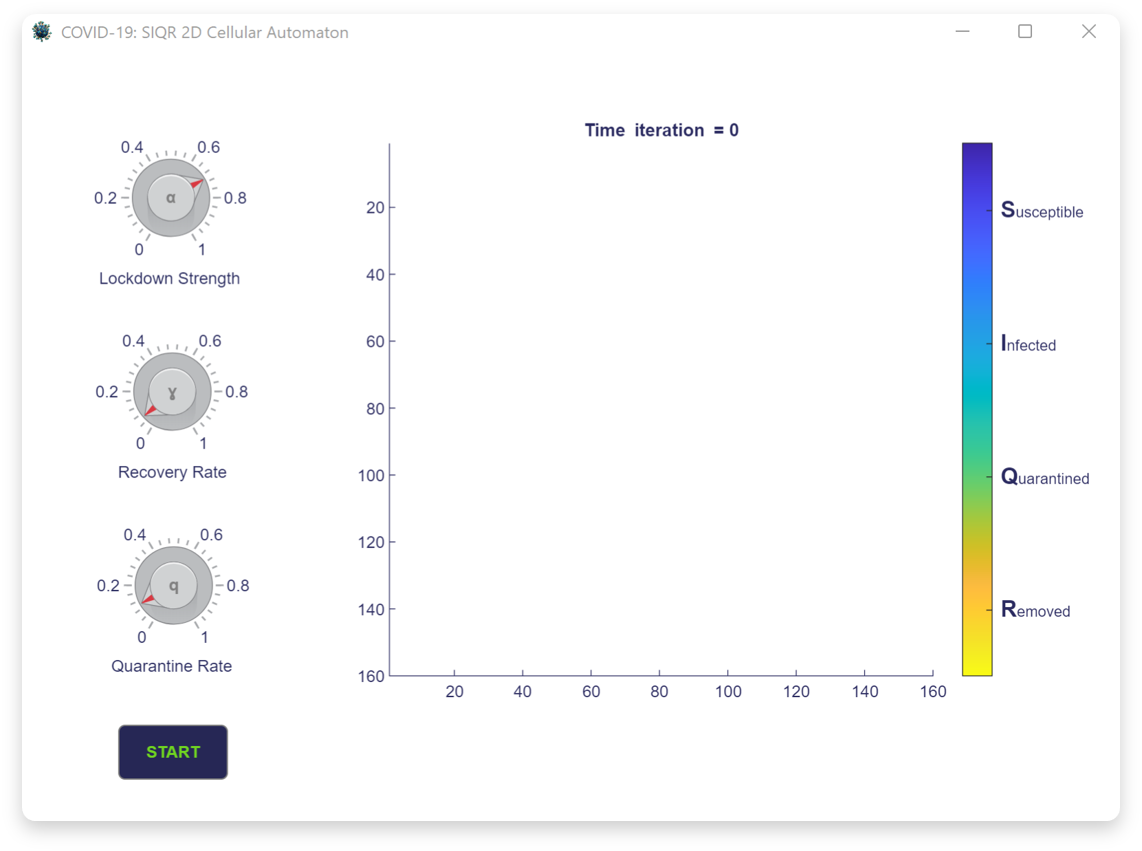 COVID-19: SIQR 2D Cellular Automaton
0.4 0.6
0.2 α 0.8
0 1
Lockdown Strength
0.4 0.6
0.2 ɣ 0.8
0 1
Recovery Rate
0.4 0.6
0.2 q 0.8
0 1
Quarantine Rate
START
Time iteration = 0
20
40
60
80
100
120
140
160
20 40 60 80 100 120 140 160
Susceptible
Infected
Quarantined
Removed